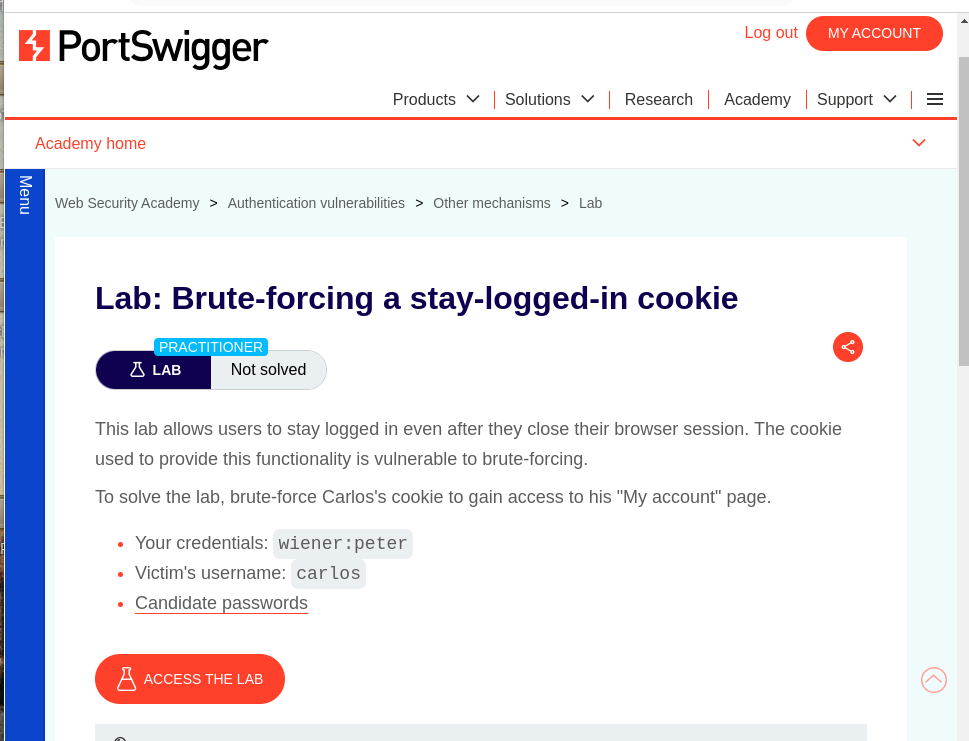 PortSwigger
Log out
MY ACCOUNT
Products
Solutions
Research
Academy
Support
Academy home
Menu
Web Security Academy > Authentication vulnerabilities > Other mechanisms > Lab
Lab: Brute-forcing a stay-logged-in cookie
PRACTITIONER
LAB
Not solved
This lab allows users to stay logged in even after they close their browser session. The cookie
used to provide this functionality is vulnerable to brute-forcing.
To solve the lab, brute-force Carlos's cookie to gain access to his "My account" page.
Your credentials: wiener:peter
Victim's username: carlos
Candidate passwords
ACCESS THE LAB